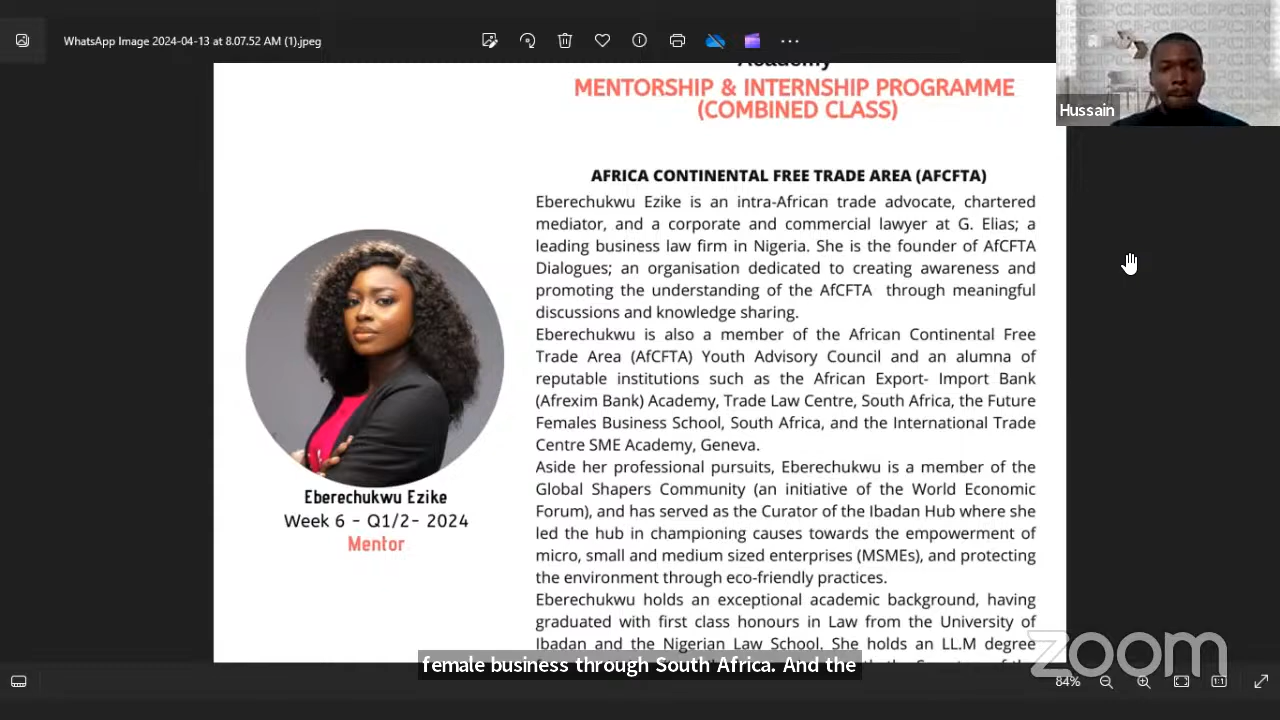 WhatsApp Image 2024-04-13 at 8.07.52 AM (1).jpeg
Hussain
Academy
MENTORSHIP & INTERNSHIP PROGRAMME
(COMBINED CLASS)
AFRICA CONTINENTAL FREE TRADE AREA (AFCFTA)
Eberechukwu Ezike is an intra-African trade advocate, chartered
mediator, and a corporate and commercial lawyer at G. Elias; a
leading business law firm in Nigeria. She is the founder of AfCFTA
Dialogues; an organisation dedicated to creating awareness and
promoting the understanding of the AfCFTA through meaningful
discussions and knowledge sharing.
Eberechukwu is also a member of the African Continental Free
Trade Area (AfCFTA) Youth Advisory Council and an alumna of
reputable institutions such as the African Export- Import Bank
(Afrexim Bank) Academy, Trade Law Centre, South Africa, the Future
Females Business School, South Africa, and the International Trade
Centre SME Academy, Geneva.
Aside her professional pursuits, Eberechukwu is a member of the
Global Shapers Community (an initiative of the World Economic
Forum), and has served as the Curator of the Ibadan Hub where she
led the hub in championing causes towards the empowerment of
micro, small and medium sized enterprises (MSMEs), and protecting
the environment through eco-friendly practices.
Eberechukwu holds an exceptional academic background, having
graduated with first class honours in Law from the University of
Ibadan and the Nigerian Law School. She holds an LL.M degree
Eberechukwu Ezike
Week 6 - Q1/2- 2024
Mentor
female business through South Africa. And the
zoom
84%
1:1